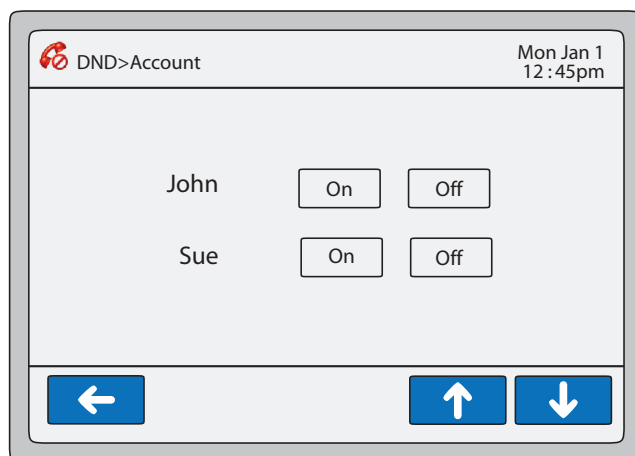 DND>Account
Mon Jan 1
12:45pm
John On Off
Sue On Off